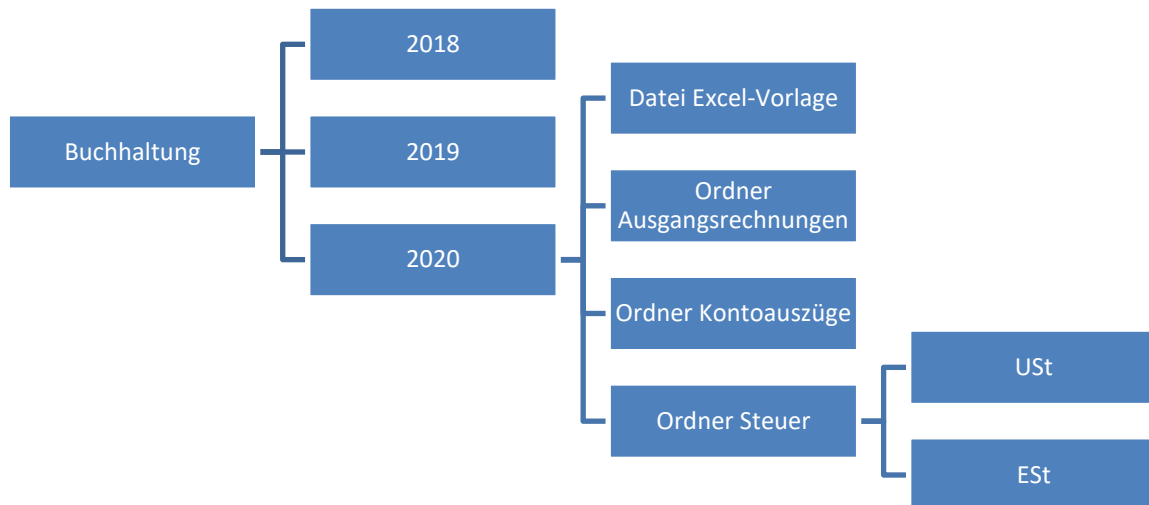 Buchhaltung
2018
2019
2020
Datei Excel-Vorlage
Ordner
Ausgangsrechnungen
Ordner Kontoauszüge
Ordner Steuer
USt
ESt